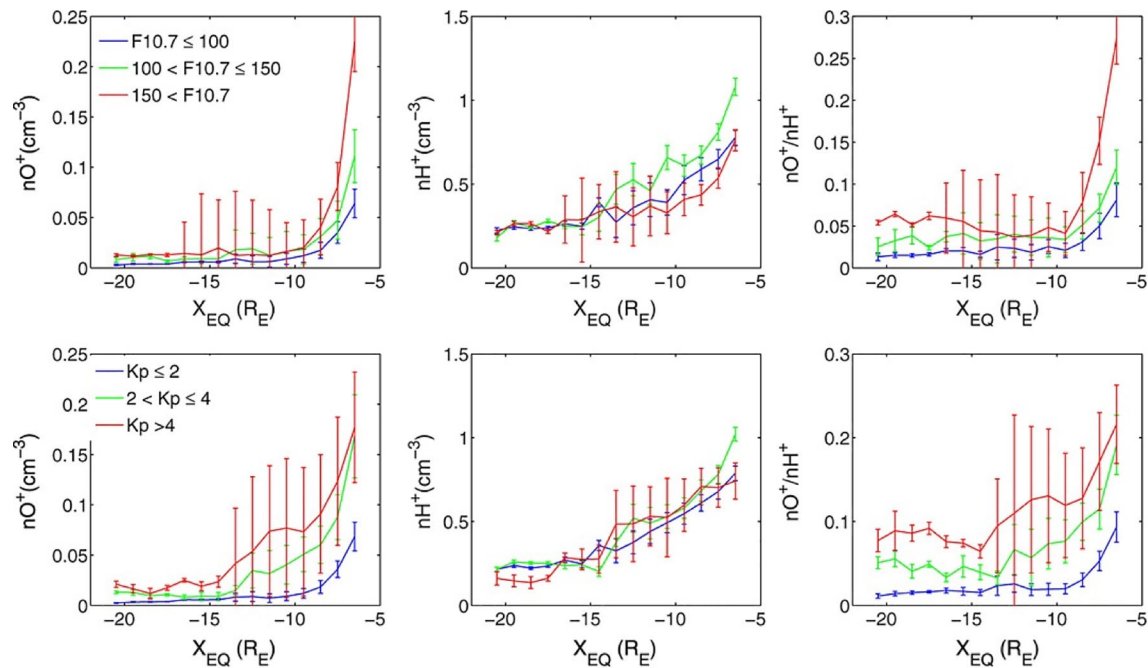 0.25
0.2
0.15
0.1
0.05
0
−20 −15 −10 −5
nO⁺(cm⁻³)
X_EQ (R_E)
F10.7 ≤ 100
100 < F10.7 ≤ 150
150 < F10.7
1.5
1
0.5
0
−20 −15 −10 −5
nH⁺(cm⁻³)
X_EQ (R_E)
0.3
0.25
0.2
0.15
0.1
0.05
0
−20 −15 −10 −5
nO⁺/nH⁺
X_EQ (R_E)
0.25
0.2
0.15
0.1
0.05
0
−20 −15 −10 −5
nO⁺(cm⁻³)
X_EQ (R_E)
Kp ≤ 2
2 < Kp ≤ 4
Kp >4
1.5
1
0.5
0
−20 −15 −10 −5
nH⁺(cm⁻³)
X_EQ (R_E)
0.3
0.2
0.1
0
−20 −15 −10 −5
nO⁺/nH⁺
X_EQ (R_E)